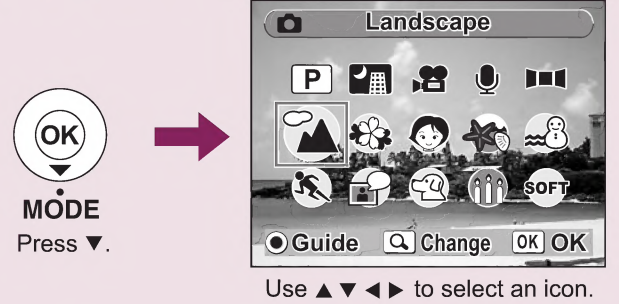 Landscape
P
OK
SOFT
MODE
Press ▼.
Guide Change OK OK
Use ▲ ▼ ◀ ▶ to select an icon.